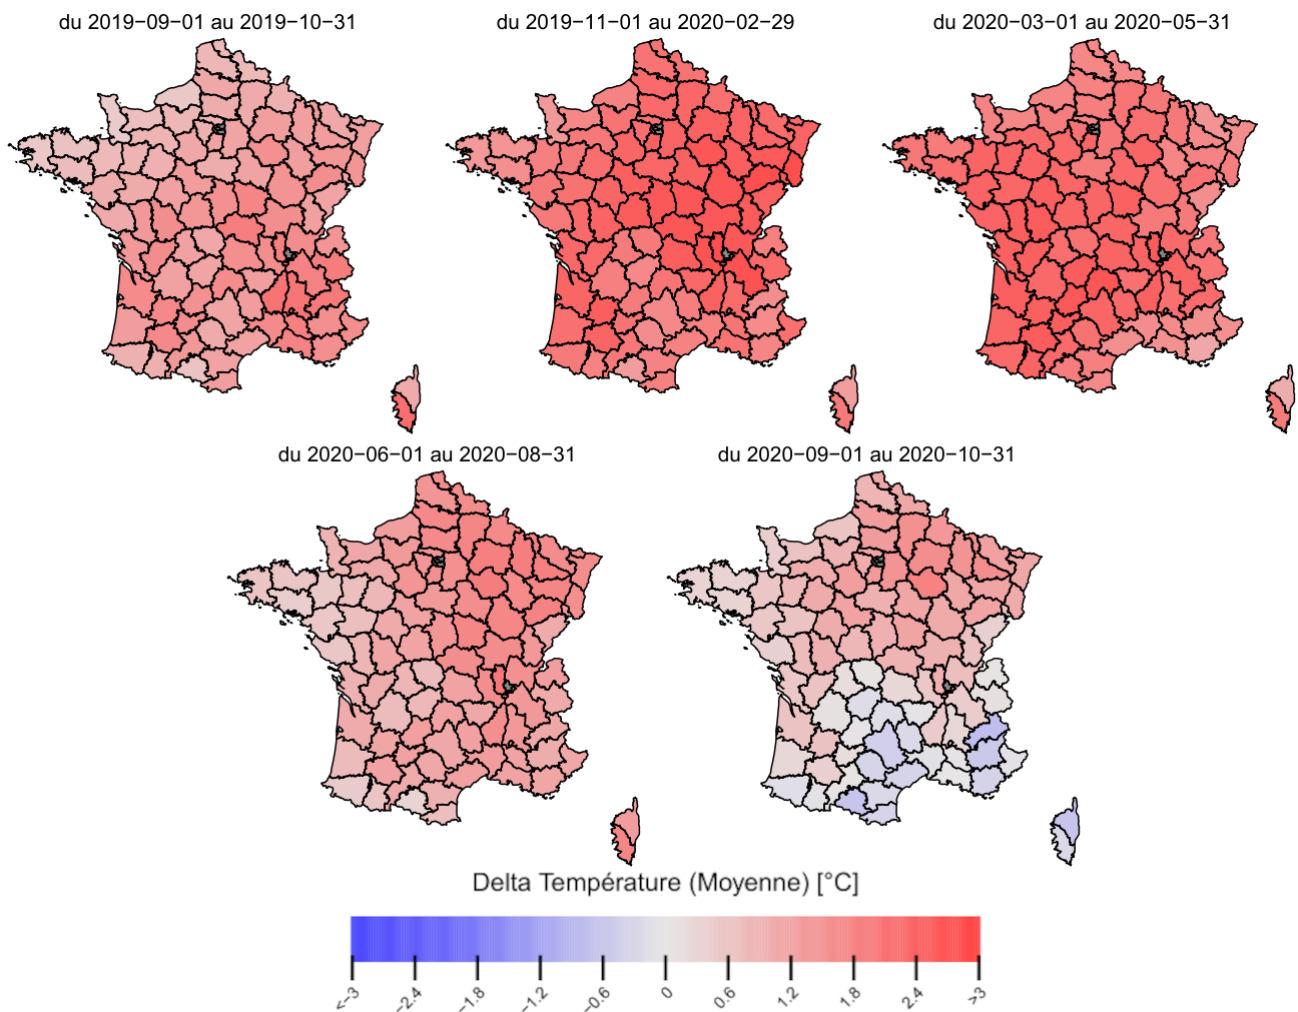 du 2019−09−01 au 2019−10−31
du 2019−11−01 au 2020−02−29
du 2020−03−01 au 2020−05−31
du 2020−06−01 au 2020−08−31
du 2020−09−01 au 2020−10−31
Delta Température (Moyenne) [°C]
<−3
−2.4
−1.8
−1.2
−0.6
0
0.6
1.2
1.8
2.4
>3